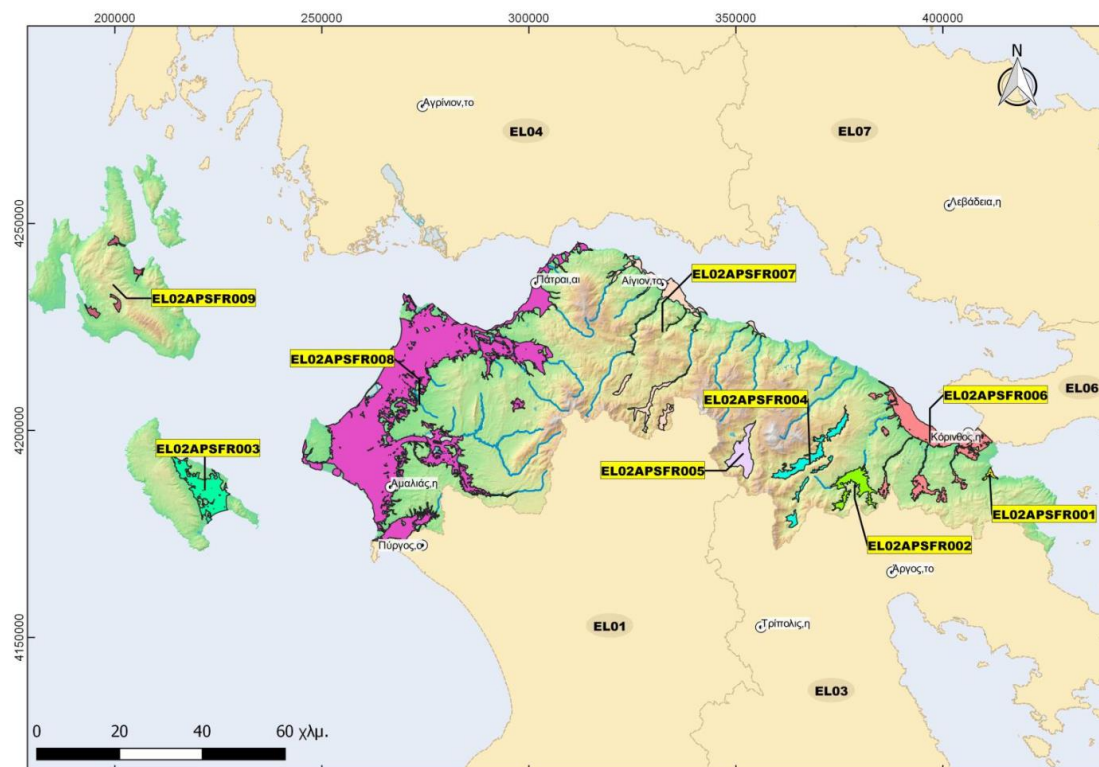 200000
250000
300000
350000
400000
N
Αγρίνιον,το
EL04
EL07
Λεβάδεια,η
4250000
EL02APSFR007
Πάτραι,αι
Αίγιον,το
EL02APSFR009
EL02APSFR008
EL06
EL02APSFR004
EL02APSFR006
4200000
Κόρινθος,η
EL02APSFR003
EL02APSFR005
Αμαλιάς,η
EL02APSFR001
EL02APSFR002
Πύργος,ο
Άργος,το
EL01
Τρίπολις,η
4150000
EL03
0
20
40
60 χλμ.